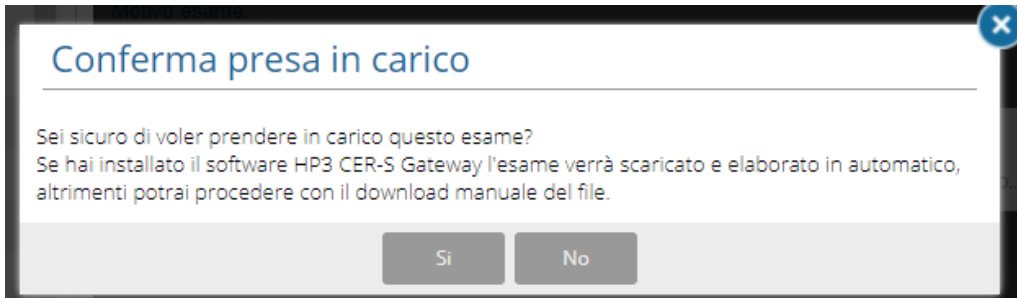 Motivo esame:
Conferma presa in carico
Sei sicuro di voler prendere in carico questo esame?
Se hai installato il software HP3 CER-S Gateway l'esame verrà scaricato e elaborato in automatico,
altrimenti potrai procedere con il download manuale del file.
Si
No